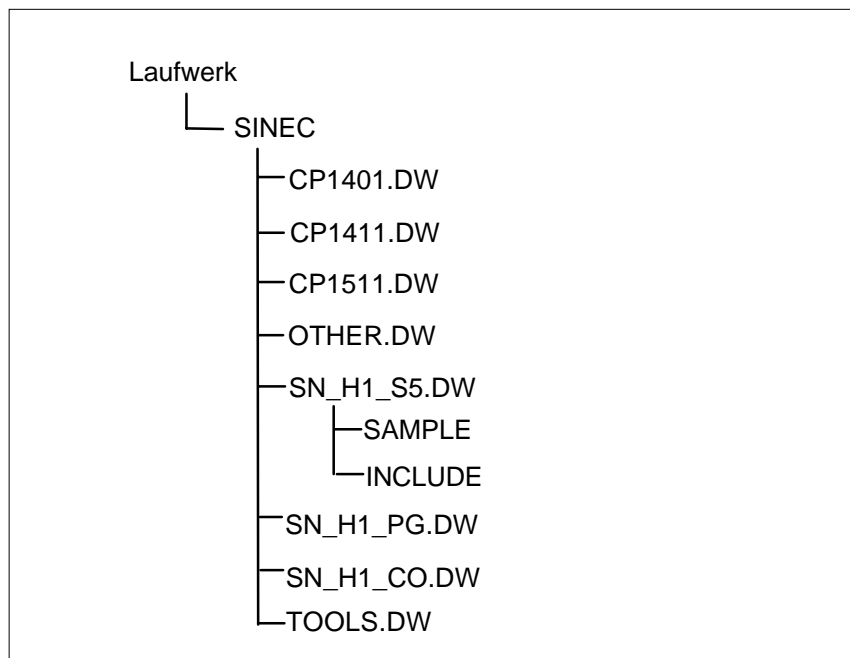 Laufwerk
SINEC
CP1401.DW
CP1411.DW
CP1511.DW
OTHER.DW
SN_H1_S5.DW
SAMPLE
INCLUDE
SN_H1_PG.DW
SN_H1_CO.DW
TOOLS.DW